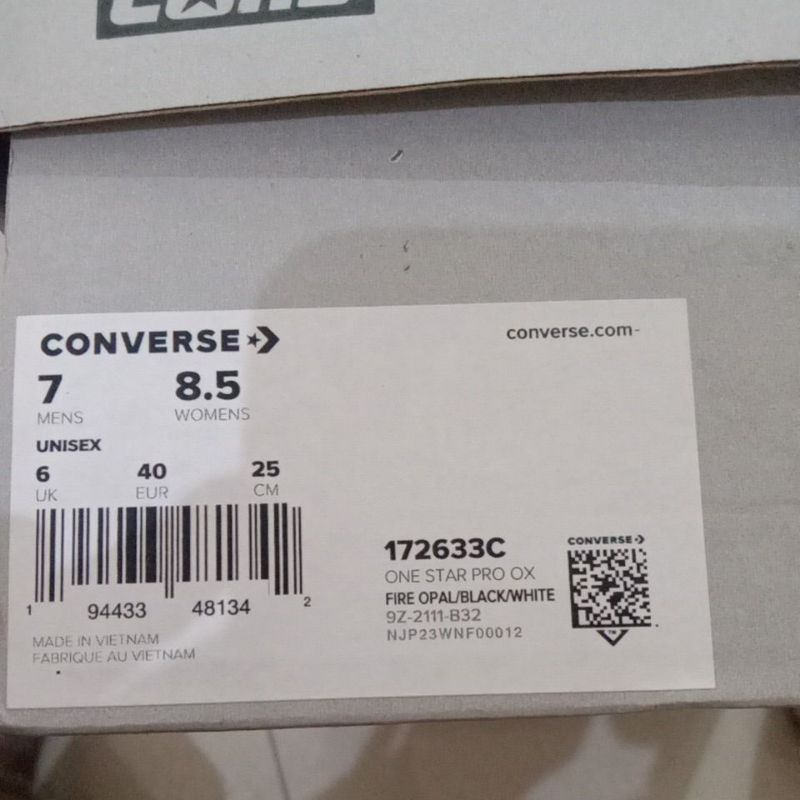 CONS
CONVERSE
converse.com
7 8.5
MENS WOMENS
UNISEX
6 40 25
UK EUR CM
1 94433 48134 2
MADE IN VIETNAM
FABRIQUE AU VIETNAM
172633C
ONE STAR PRO OX
FIRE OPAL/BLACK/WHITE
9Z-2111-B32
NJP23WNF00012
CONVERSE